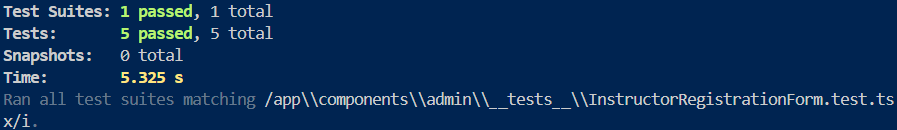 Test Suites: 1 passed, 1 total
Tests:       5 passed, 5 total
Snapshots:   0 total
Time:        5.325 s
Ran all test suites matching /app\\components\\admin\\__tests__\\InstructorRegistrationForm.test.ts
x/i.